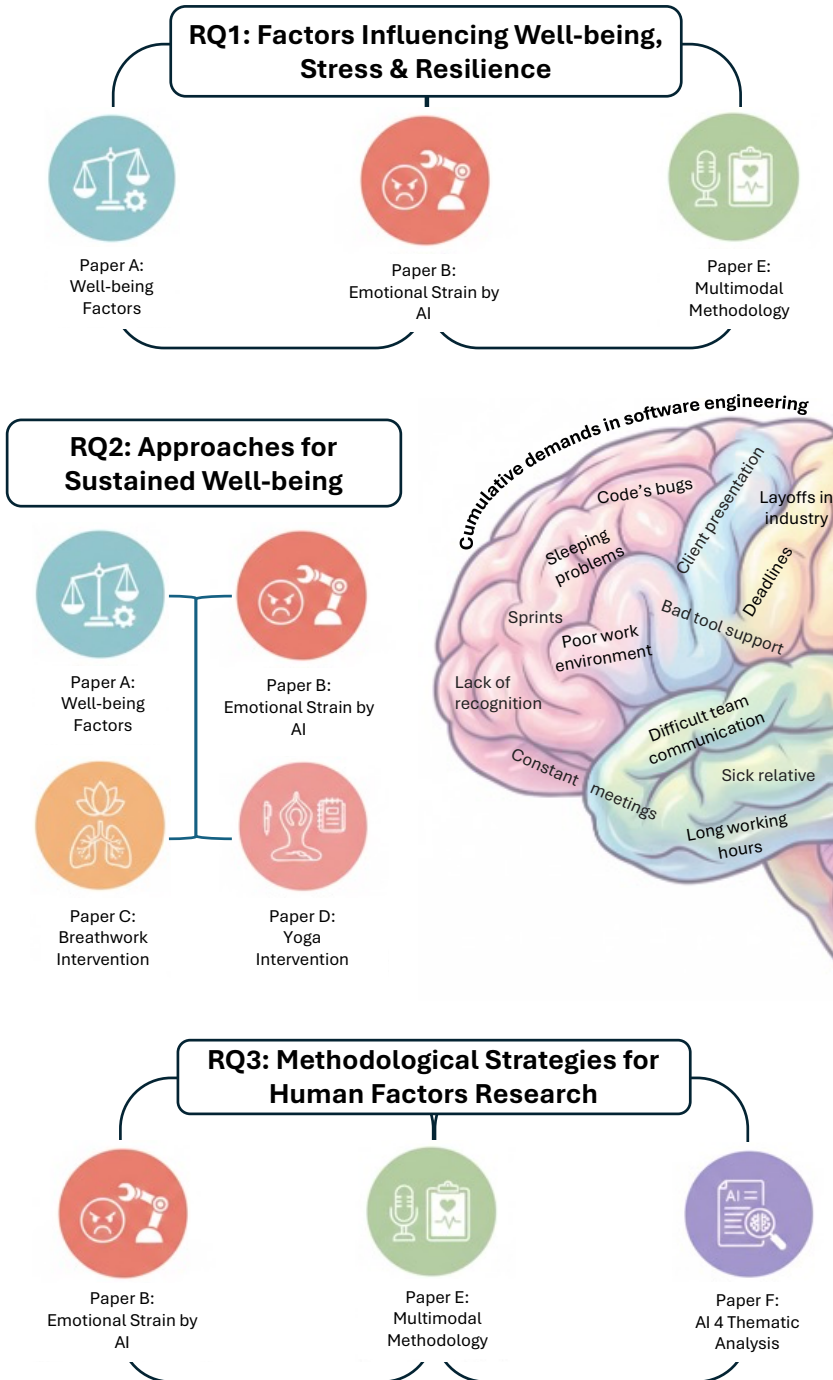 RQ1: Factors Influencing Well-being,
Stress & Resilience
Paper A:
Well-being
Factors
Paper B:
Emotional Strain by
AI
Paper E:
Multimodal
Methodology
RQ2: Approaches for
Sustained Well-being
Paper A:
Well-being
Factors
Paper B:
Emotional Strain by
AI
Paper C:
Breathwork
Intervention
Paper D:
Yoga
Intervention
Cumulative demands in software engineering
Code's bugs
Client presentation
Layoffs in
industry
Sleeping
problems
Deadlines
Sprints
Bad tool support
Poor work
environment
Lack of
recognition
Difficult team
communication
Constant meetings
Sick relative
Long working
hours
RQ3: Methodological Strategies for
Human Factors Research
Paper B:
Emotional Strain by
AI
Paper E:
Multimodal
Methodology
AI
Paper F:
AI 4 Thematic
Analysis